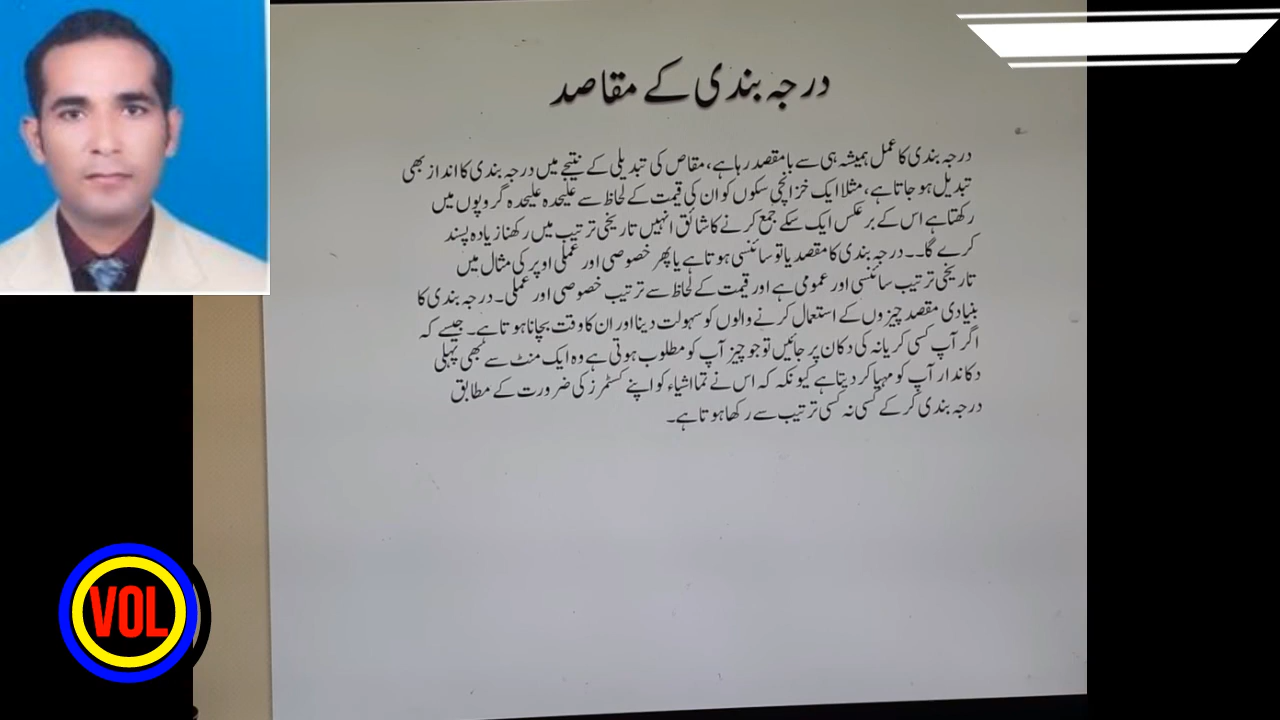 درجہ بندی کے مقاصد
درجہ بندی کا عمل ہمیشہ ہی سے بامقصد رہا ہے، مقاص کی تبدیلی کے نتیجے میں درجہ بندی کا انداز بھی
تبدیل ہو جاتا ہے، مثلا ایک خزانچی سکوں کو ان کی قیمت کے لحاظ سے علیحدہ علیحدہ گروپوں میں
رکھتا ہے اس کے برعکس ایک سکے جمع کرنے کا شائق انہیں تاریخی ترتیب میں رکھنا زیادہ پسند
کرے گا۔۔ درجہ بندی کا مقصد یا تو سائنسی ہوتا ہے یا پھر خصوصی اور عملی اوپر کی مثال میں
تاریخی ترتیب سائنسی اور عمومی ہے اور قیمت کے لحاظ سے ترتیب خصوصی اور عملی۔ درجہ بندی کا
بنیادی مقصد چیزوں کے استعمال کرنے والوں کو سہولت دینا اور ان کا وقت بچانا ہوتا ہے۔ جیسے کہ
اگر آپ کسی کریانہ کی دکان پر جائیں تو جو چیز آپ کو مطلوب ہوتی ہے وہ ایک منٹ سے بھی پہلی
دکاندار آپ کو مہیا کر دیتا ہے کیونکہ کہ اس نے تمااشیاء کو اپنے کسٹمرز کی ضرورت کے مطابق
درجہ بندی کر کے کسی نہ کسی ترتیب سے رکھا ہوتا ہے۔
VOL